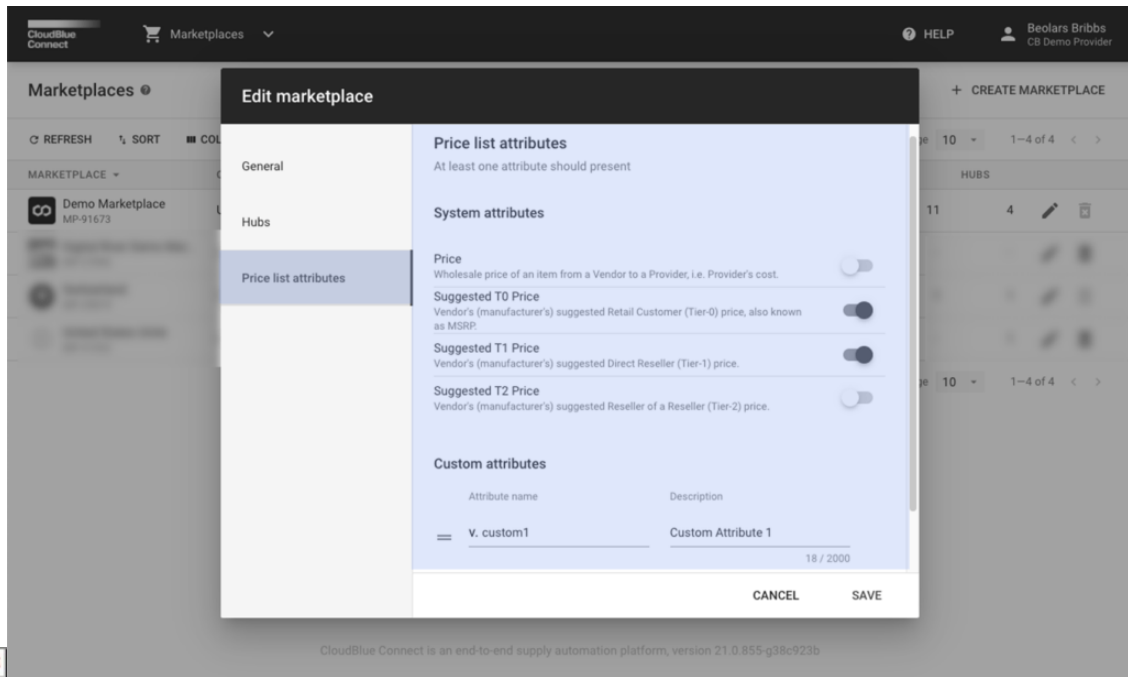 CloudBlue
Connect
Marketplaces
HELP
Beolars Bribbs
CB Demo Provider
Marketplaces
+ CREATE MARKETPLACE
REFRESH
SORT
COL
10
1–4 of 4
MARKETPLACE
HUBS
Demo Marketplace
MP-91673
11
4
Edit marketplace
General
Hubs
Price list attributes
Price list attributes
At least one attribute should present
System attributes
Price
Wholesale price of an item from a Vendor to a Provider, i.e. Provider's cost.
Suggested T0 Price
Vendor's (manufacturer's) suggested Retail Customer (Tier-0) price, also known
as MSRP.
Suggested T1 Price
Vendor's (manufacturer's) suggested Direct Reseller (Tier-1) price.
Suggested T2 Price
Vendor's (manufacturer's) suggested Reseller of a Reseller (Tier-2) price.
10
1–4 of 4
Custom attributes
Attribute name
Description
v. custom1
Custom Attribute 1
18 / 2000
CANCEL
SAVE
CloudBlue Connect is an end-to-end supply automation platform, version 21.0.855-g38c923b